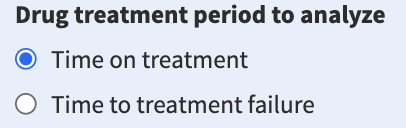 Drug treatment period to analyze
Time on treatment
Time to treatment failure